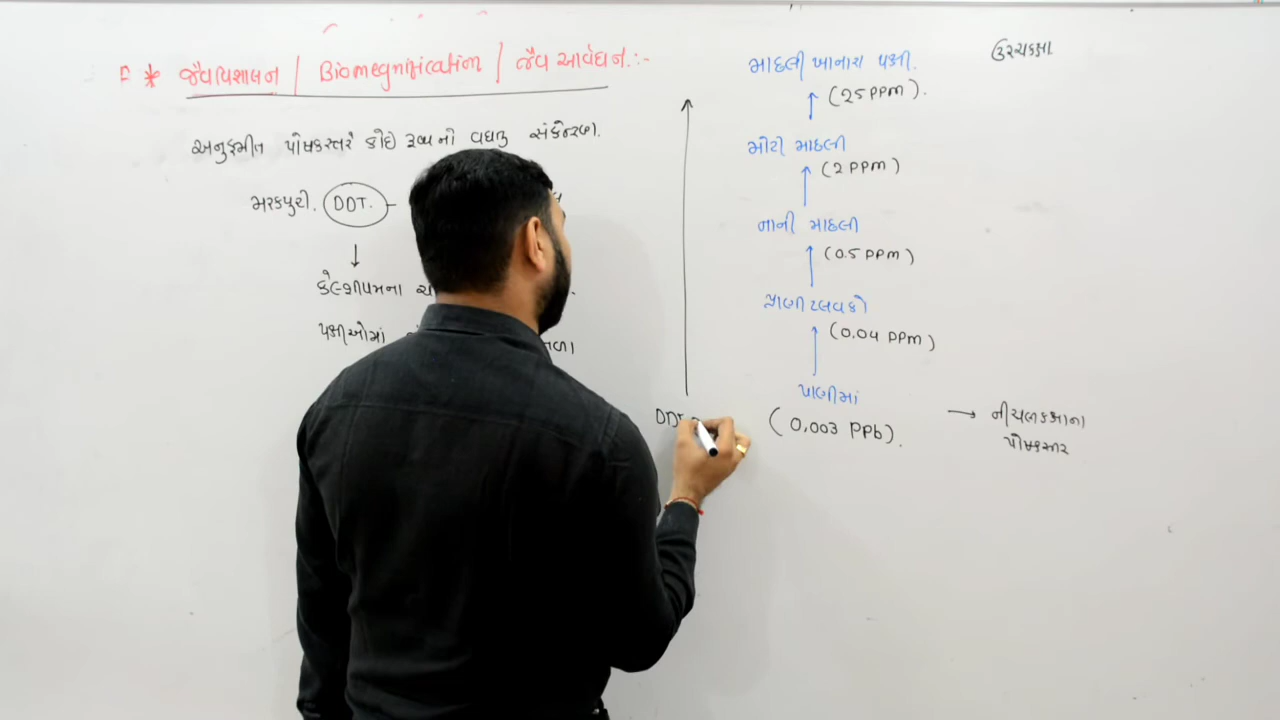 * જૈવવિશાલન / Biomegnification / જૈવ આવર્ધન :-
અનુક્રમીત પોષકસ્તરે કોઇ દ્રવ્ય નો વધતુ સંકેન્દ્રણ.
મરક્યુરી. DDT.
કેલ્શીયમના
પક્ષીઓમાં
માછલી ખાનારા પક્ષી.
(25 PPm).
મોટી માછલી
(2 PPm)
નાની માછલી
(0.5 PPm)
પ્રાણીપ્લવકો
(0.04 PPm)
પાણીમાં
(0.003 PPb).
DDT
ઉચ્ચકક્ષા
→ નીચલકક્ષાના
પોષકસ્તર